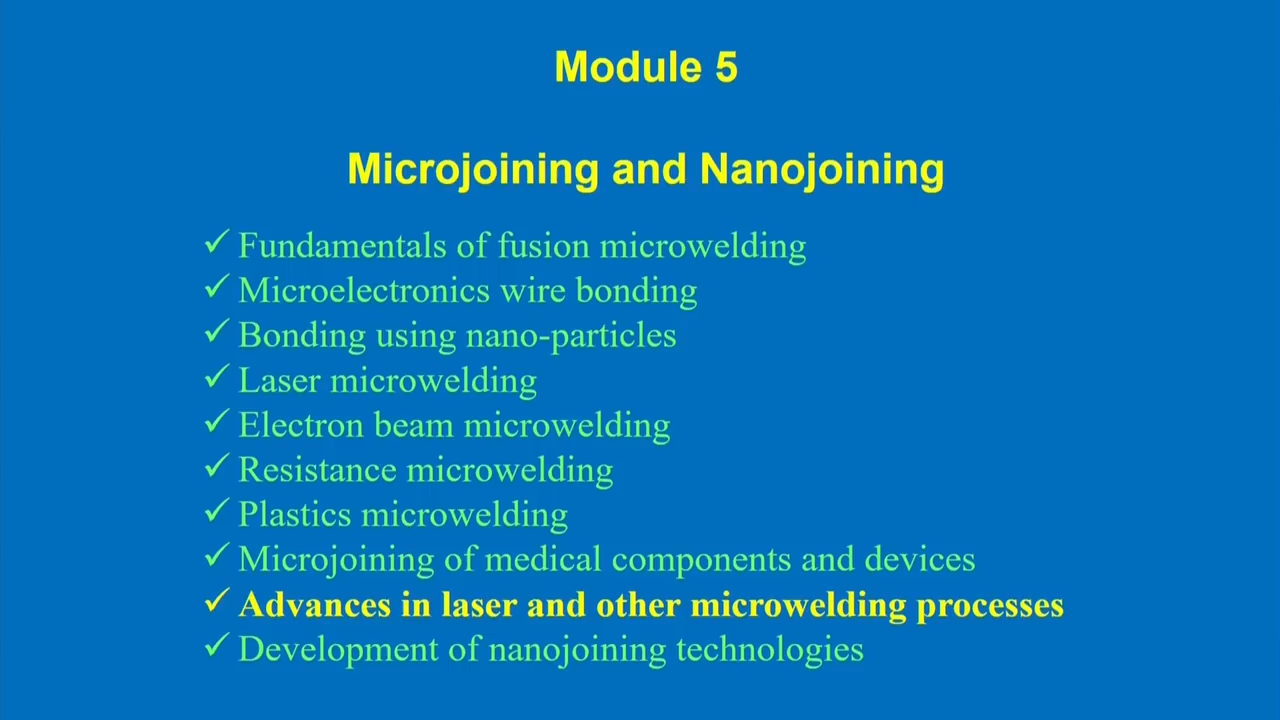 Module 5
Microjoining and Nanojoining
✓ Fundamentals of fusion microwelding
✓ Microelectronics wire bonding
✓ Bonding using nano-particles
✓ Laser microwelding
✓ Electron beam microwelding
✓ Resistance microwelding
✓ Plastics microwelding
✓ Microjoining of medical components and devices
✓ Advances in laser and other microwelding processes
✓ Development of nanojoining technologies